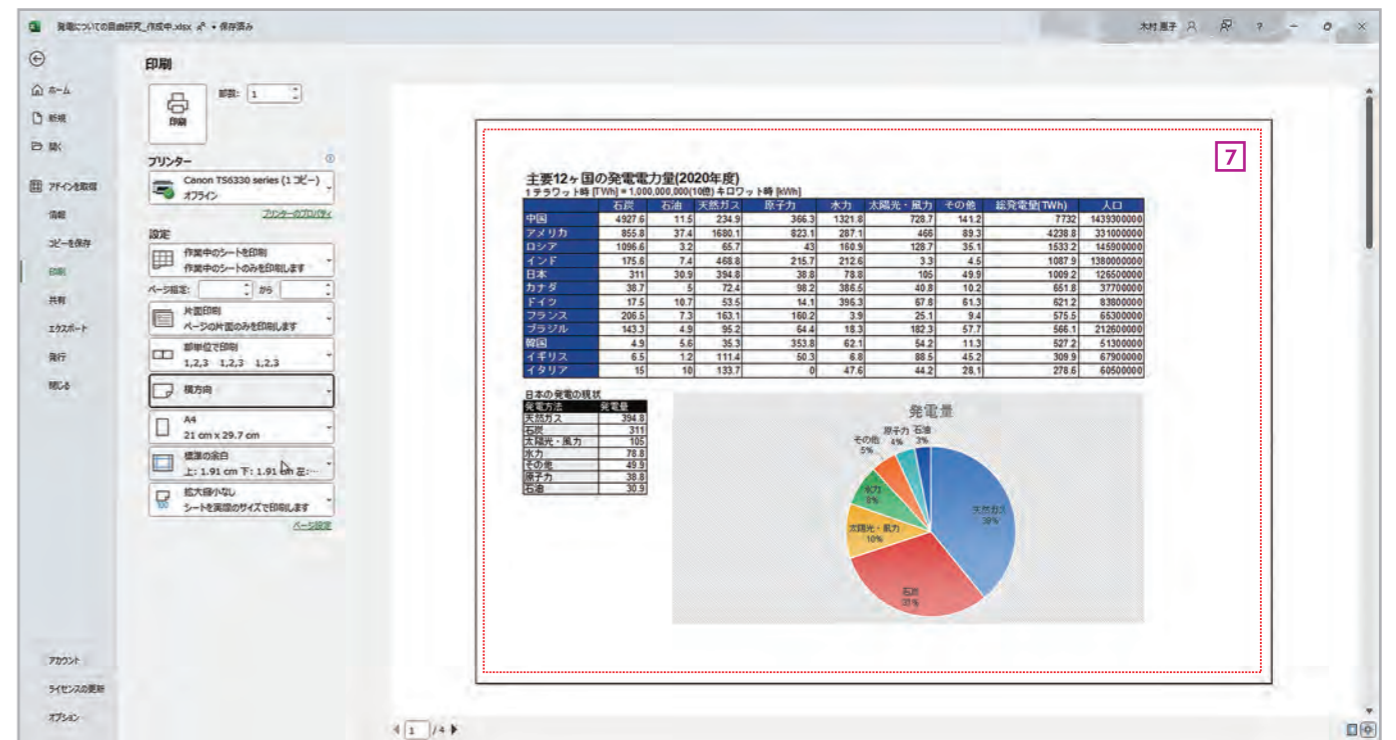 発電についての自由研究_作成中.xlsx • 保存済み
木村 恵子
?
印刷
ホーム
新規
開く
アドインを取得
情報
コピーを保存
印刷
共有
エクスポート
発行
閉じる
アカウント
ライセンスの更新
オプション
印刷
部数: 1
プリンター
Canon TS6330 series (1 コピー)
オフライン
プリンターのプロパティ
設定
作業中のシートを印刷
作業中のシートのみを印刷します
ページ指定: から
片面印刷
ページの片面のみを印刷します
部単位で印刷
1,2,3 1,2,3 1,2,3
横方向
A4
21 cm x 29.7 cm
標準の余白
上: 1.91 cm 下: 1.91 cm 左:…
拡大縮小なし
シートを実際のサイズで印刷します
ページ設定
7
主要12ヶ国の発電電力量(2020年度)
1テラワット時 [TWh] = 1,000,000,000(10億) キロワット時 [kWh]
石炭 石油 天然ガス 原子力 水力 太陽光・風力 その他 総発電量(TWh) 人口
中国 4927.6 11.5 234.9 366.3 1321.8 728.7 141.2 7732 1439300000
アメリカ 855.8 37.4 1680.1 823.1 287.1 466 89.3 4238.8 331000000
ロシア 1096.6 3.2 65.7 43 160.9 128.7 35.1 1533.2 145900000
インド 175.6 7.4 468.8 215.7 212.6 3.3 4.5 1087.9 1380000000
日本 311 30.9 394.8 38.8 78.8 105 49.9 1009.2 126500000
カナダ 38.7 5 72.4 98.2 386.5 40.8 10.2 651.8 37700000
ドイツ 17.5 10.7 53.5 14.1 396.3 67.8 61.3 621.2 83800000
フランス 206.5 7.3 163.1 160.2 3.9 25.1 9.4 575.5 65300000
ブラジル 143.3 4.9 95.2 64.4 18.3 182.3 57.7 566.1 212600000
韓国 4.9 5.6 35.3 353.8 62.1 54.2 11.3 527.2 51300000
イギリス 6.5 1.2 111.4 50.3 6.8 88.5 45.2 309.9 67900000
イタリア 15 10 133.7 0 47.6 44.2 28.1 278.6 60500000
日本の発電の現状
発電方法 発電量
天然ガス 394.8
石炭 311
太陽光・風力 105
水力 78.8
その他 49.9
原子力 38.8
石油 30.9
発電量
原子力 4%
石油 3%
その他 5%
水力 8%
太陽光・風力 10%
石炭 31%
天然ガス 39%
1 /4